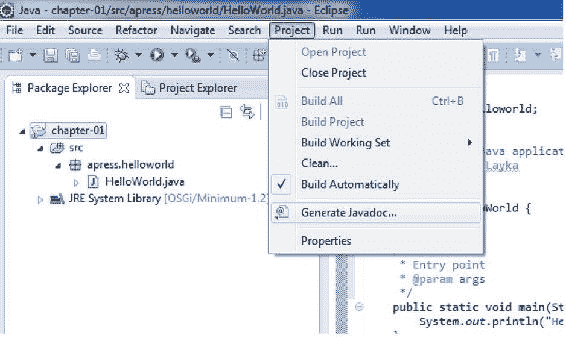 Java - chapter-01/src/apress/helloworld/HelloWorld.java - Eclipse
File Edit Source Refactor Navigate Search Project Run Run Window Help
Package Explorer Project Explorer
chapter-01
src
apress.helloworld
HelloWorld.java
JRE System Library [OSGi/Minimum-1.2]
Open Project
Close Project
Build All Ctrl+B
Build Project
Build Working Set
Clean...
Build Automatically
Generate Javadoc...
Properties
loworld;
ava applicat
Layka
World {
* Entry point
* @param args
*/
public static void main(St
System.out.println("He